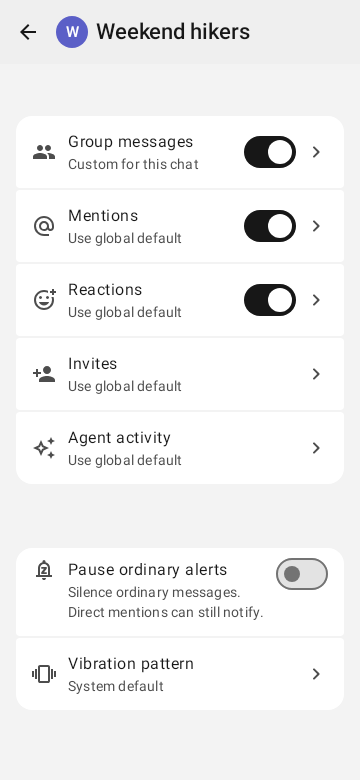 W Weekend hikers
Group messages
Custom for this chat
Mentions
Use global default
Reactions
Use global default
Invites
Use global default
Agent activity
Use global default
Pause ordinary alerts
Silence ordinary messages.
Direct mentions can still notify.
Vibration pattern
System default